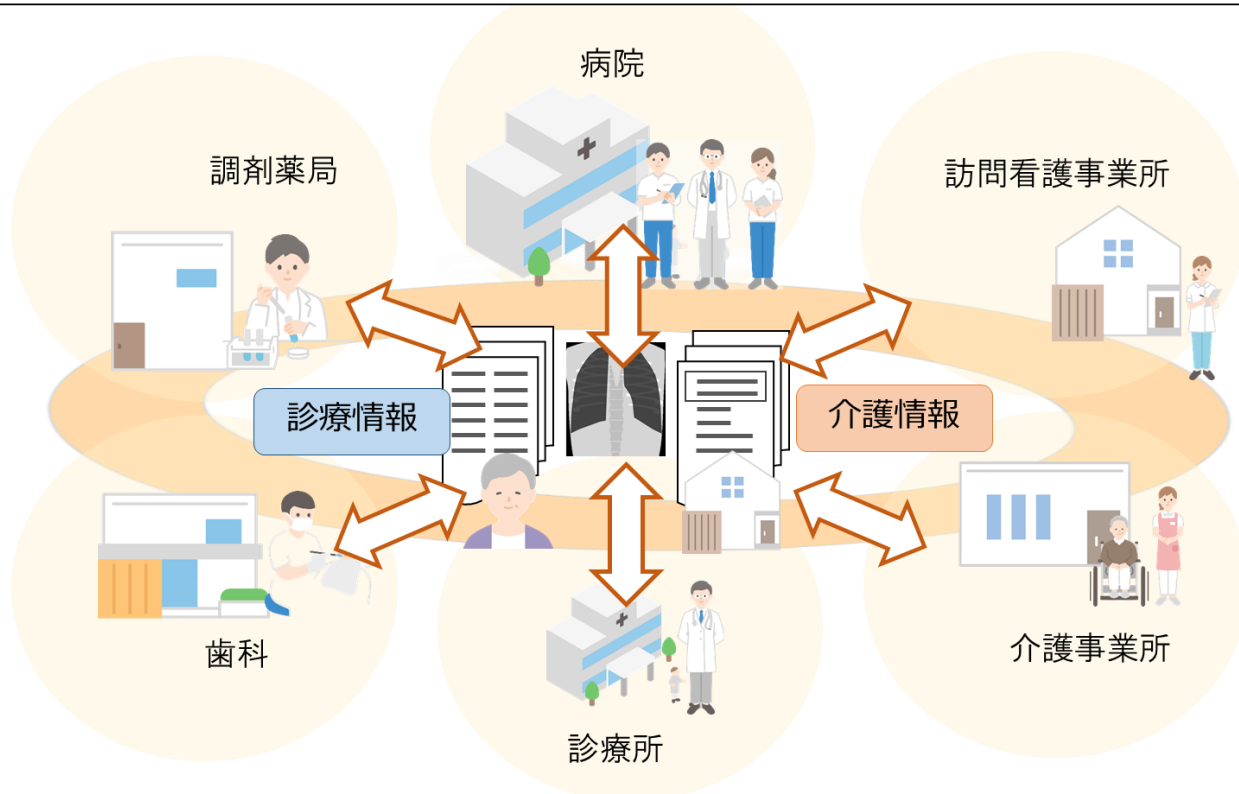 病院
調剤薬局
訪問看護事業所
診療情報
介護情報
歯科
介護事業所
診療所